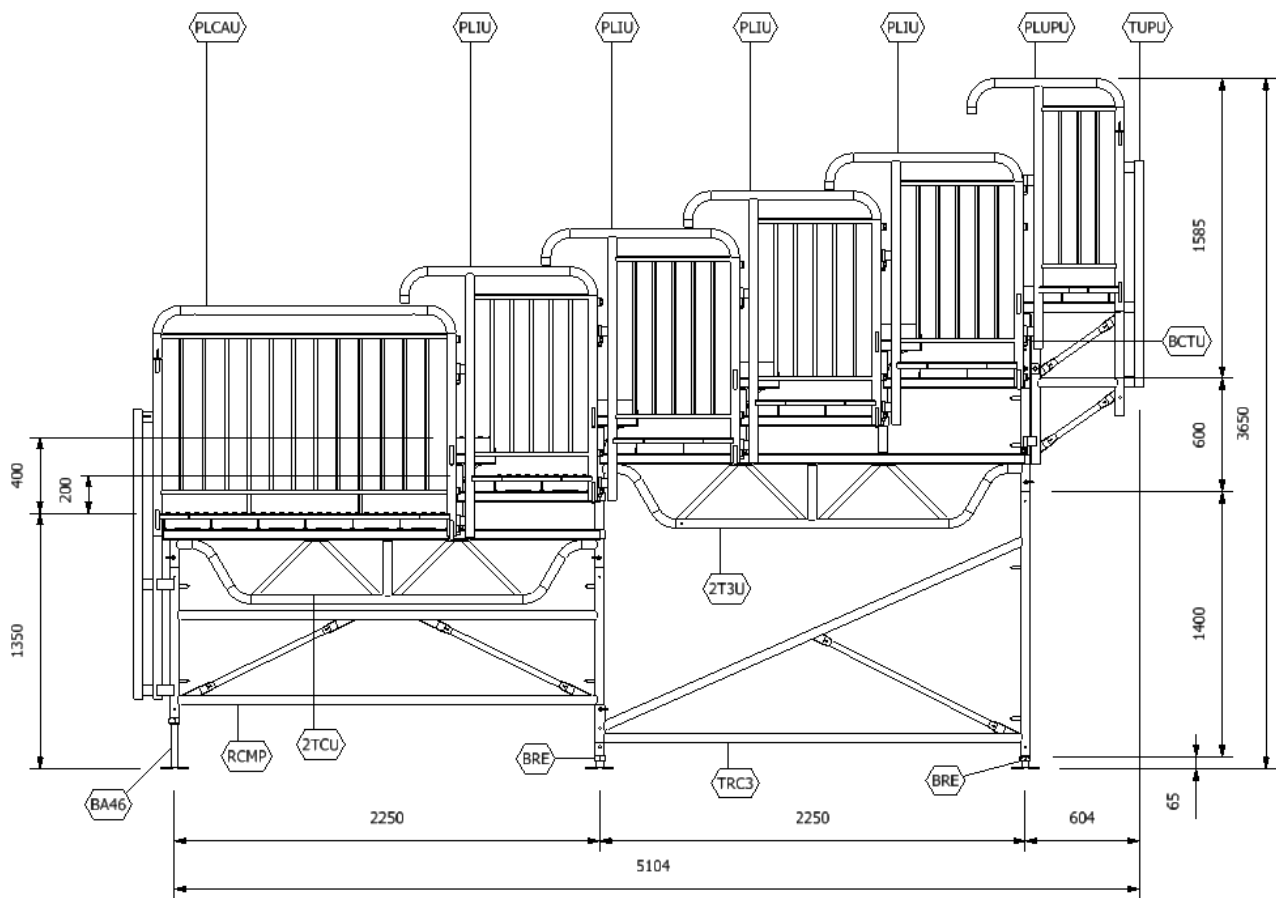 PLCAU
PLIU
PLIU
PLIU
PLIU
PLUPU
TUPU
1585
BCTU
400
200
600
3650
2T3U
1350
1400
RCMP
2TCU
BRE
TRC3
BRE
BA46
65
2250
2250
604
5104